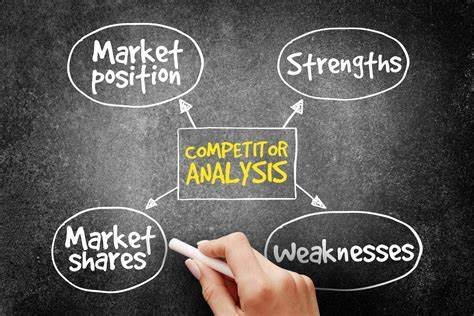 Market
position
Strengths
COMPETITOR
ANALYSIS
Market
shares
Weaknesses